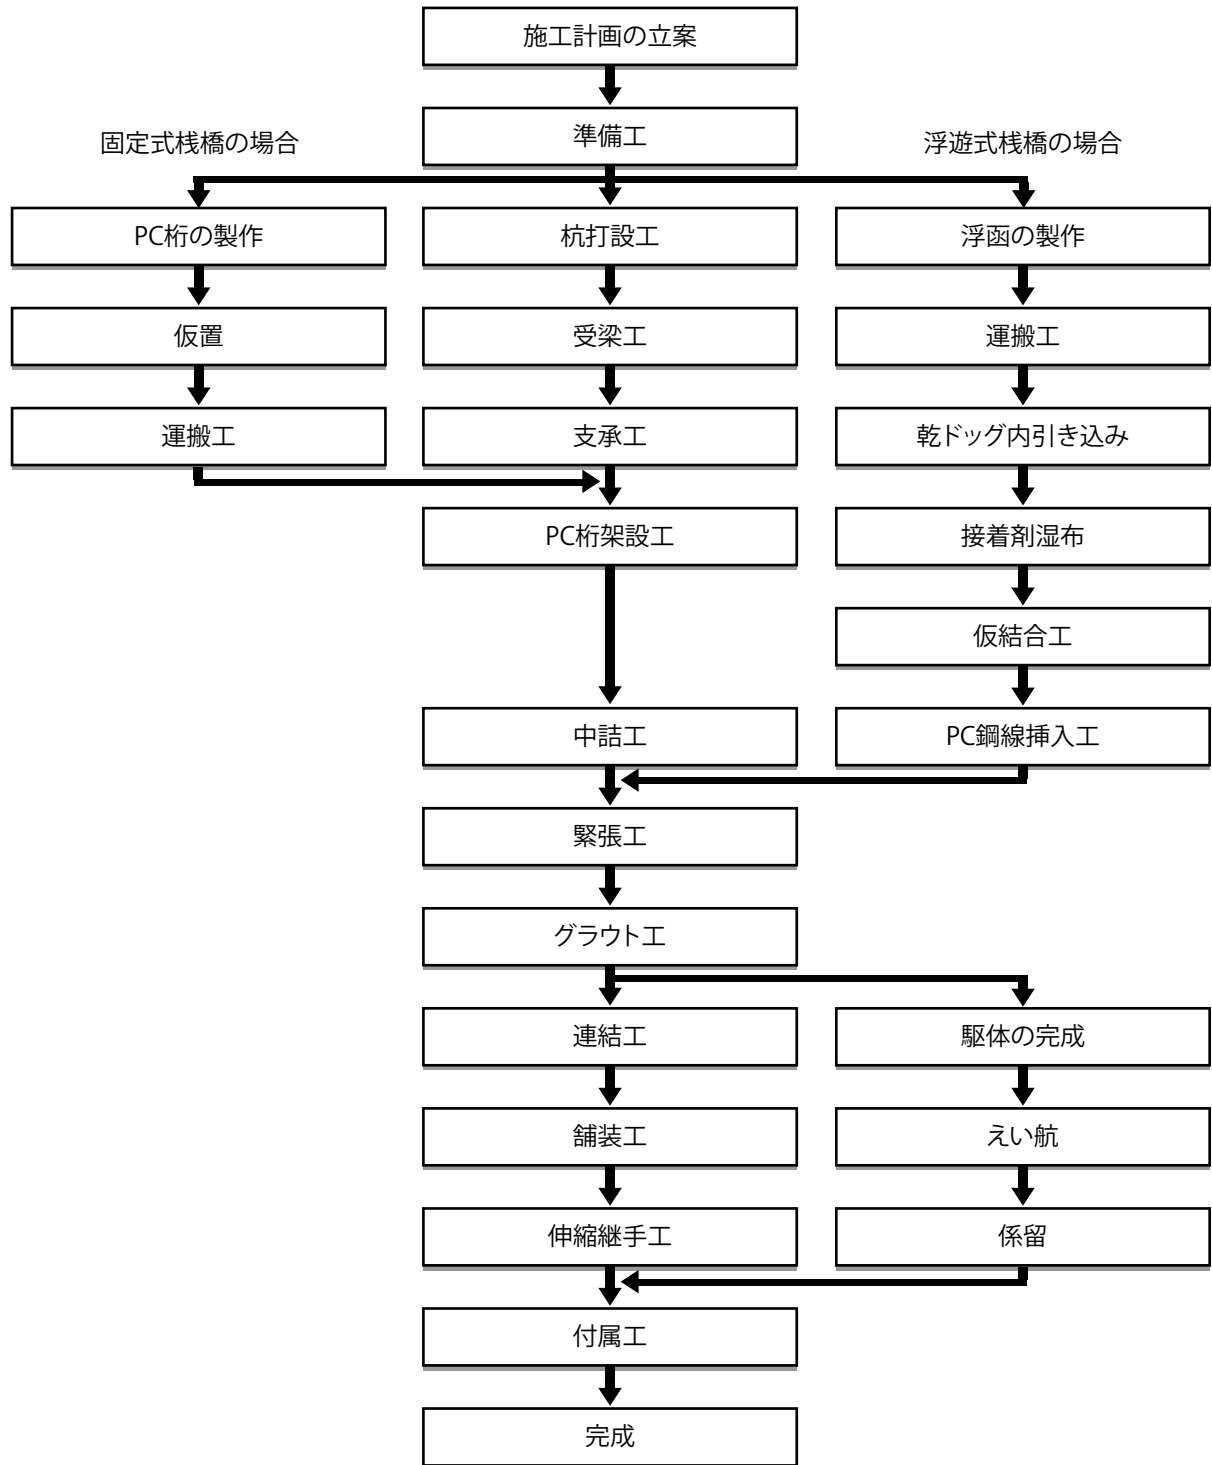 施工計画の立案
準備工
固定式桟橋の場合
浮遊式桟橋の場合
PC桁の製作
杭打設工
浮函の製作
仮置
受梁工
運搬工
運搬工
支承工
乾ドッグ内引き込み
PC桁架設工
接着剤湿布
仮結合工
中詰工
PC鋼線挿入工
緊張工
グラウト工
連結工
駆体の完成
舗装工
えい航
伸縮継手工
係留
付属工
完成